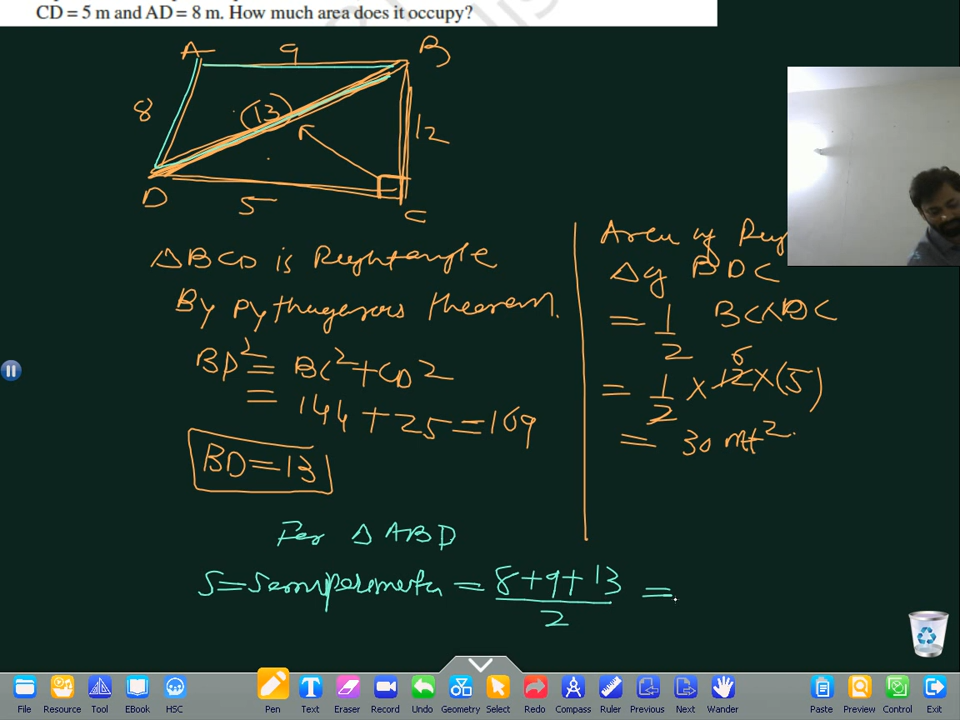 CD = 5 m and AD = 8 m. How much area does it occupy?
A 9 B
8 13 12
D 5 C
ΔBCD is Rightangle
By pythagerors theorem.
BD² = BC² + CD²
= 144 + 25 = 169
BD = 13
Area of
Δ of BDC
= 1/2 BC × DC
= 1/2 × 12 6 × (5)
= 30 mt².
For Δ ABD
S = Semiperimeter = 8+9+13/2 =
File Resource Tool EBook HSC Pen Text Eraser Record Undo Geometry Select Redo Compass Ruler Previous Next Wander Paste Preview Control Exit